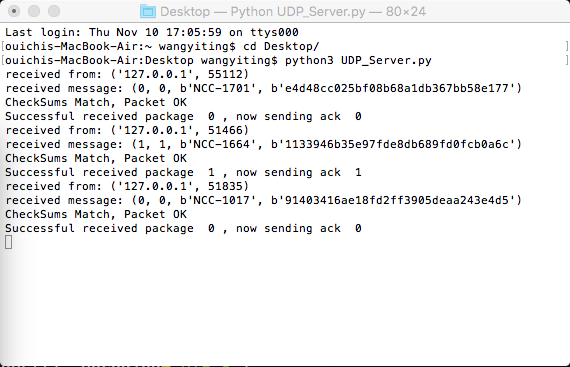 Desktop — Python UDP_Server.py — 80×24
Last login: Thu Nov 10 17:05:59 on ttys000
[ouichis-MacBook-Air:~ wangyiting$ cd Desktop/ ]
[ouichis-MacBook-Air:Desktop wangyiting$ python3 UDP_Server.py ]
received from: ('127.0.0.1', 55112)
received message: (0, 0, b'NCC-1701', b'e4d48cc025bf08b68a1db367bb58e177')
CheckSums Match, Packet OK
Successful received package  0 , now sending ack  0
received from: ('127.0.0.1', 51466)
received message: (1, 1, b'NCC-1664', b'1133946b35e97fde8db689fd0fcb0a6c')
CheckSums Match, Packet OK
Successful received package  1 , now sending ack  1
received from: ('127.0.0.1', 51835)
received message: (0, 0, b'NCC-1017', b'91403416ae18fd2ff3905deaa243e4d5')
CheckSums Match, Packet OK
Successful received package  0 , now sending ack  0